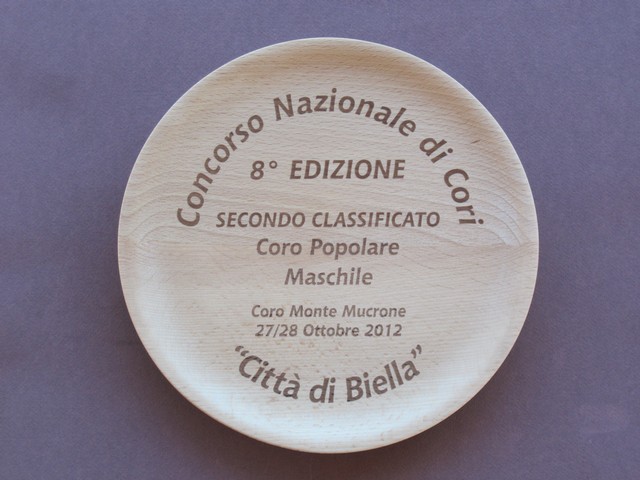 Concorso Nazionale di Cori
8° EDIZIONE
SECONDO CLASSIFICATO
Coro Popolare
Maschile
Coro Monte Mucrone
27/28 Ottobre 2012
“Città di Biella”